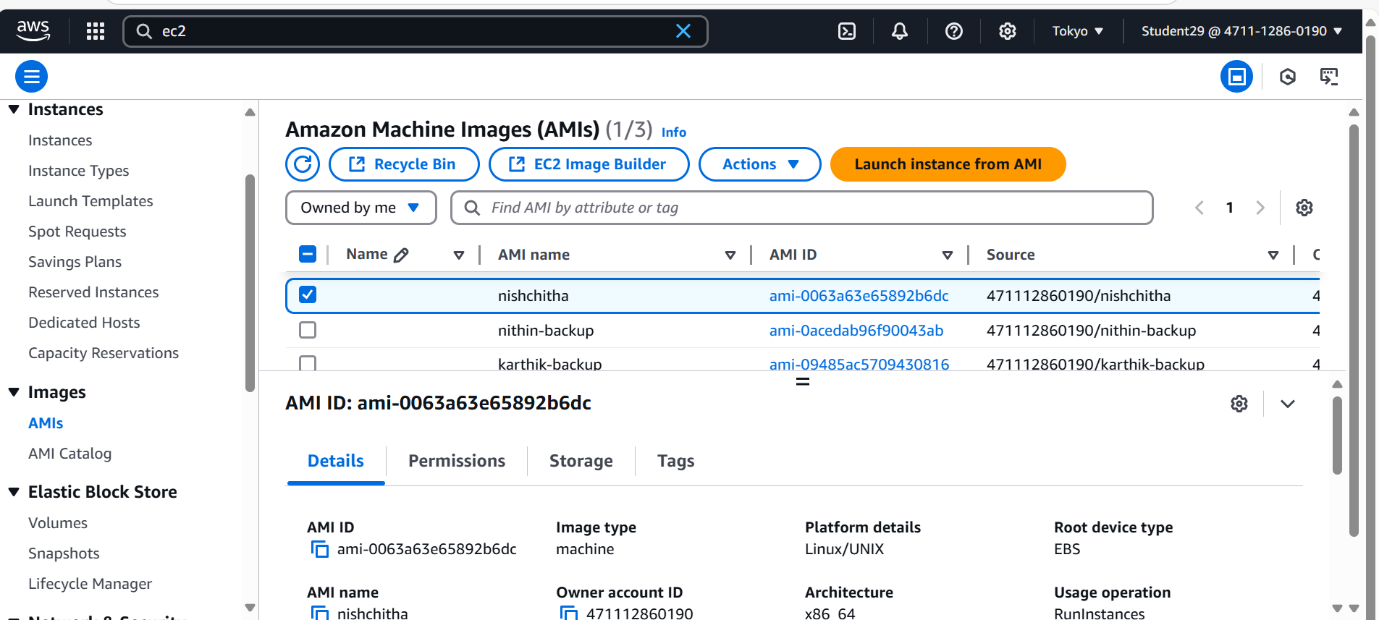 aws
ec2
Tokyo
Student29 @ 4711-1286-0190
Instances
Instances
Instance Types
Launch Templates
Spot Requests
Savings Plans
Reserved Instances
Dedicated Hosts
Capacity Reservations
Images
AMIs
AMI Catalog
Elastic Block Store
Volumes
Snapshots
Lifecycle Manager
Network & Security
Amazon Machine Images (AMIs) (1/3) Info
Recycle Bin
EC2 Image Builder
Actions
Launch instance from AMI
Owned by me
Find AMI by attribute or tag
1
Name AMI name AMI ID Source
nishchitha ami-0063a63e65892b6dc 471112860190/nishchitha 4
nithin-backup ami-0acedab96f90043ab 471112860190/nithin-backup 4
karthik-backup ami-09485ac5709430816 471112860190/karthik-backup 4
AMI ID: ami-0063a63e65892b6dc
Details Permissions Storage Tags
AMI ID Image type Platform details Root device type
ami-0063a63e65892b6dc machine Linux/UNIX EBS
AMI name Owner account ID Architecture Usage operation
nishchitha 471112860190 x86_64 RunInstances